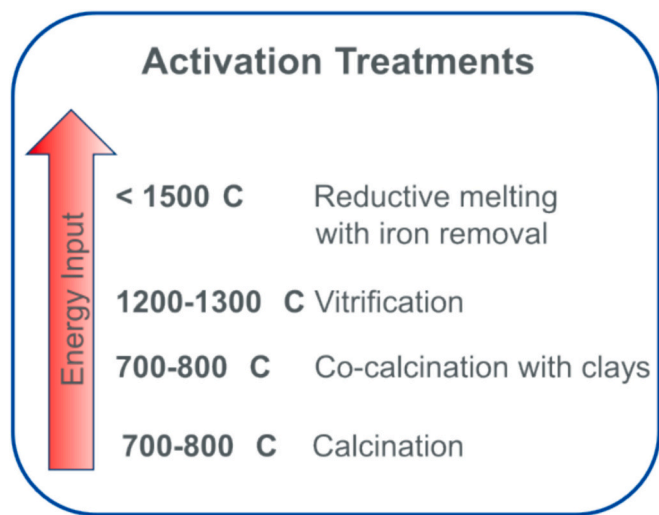 Activation Treatments
Energy Input
< 1500 C Reductive melting
with iron removal
1200-1300 C Vitrification
700-800 C Co-calcination with clays
700-800 C Calcination